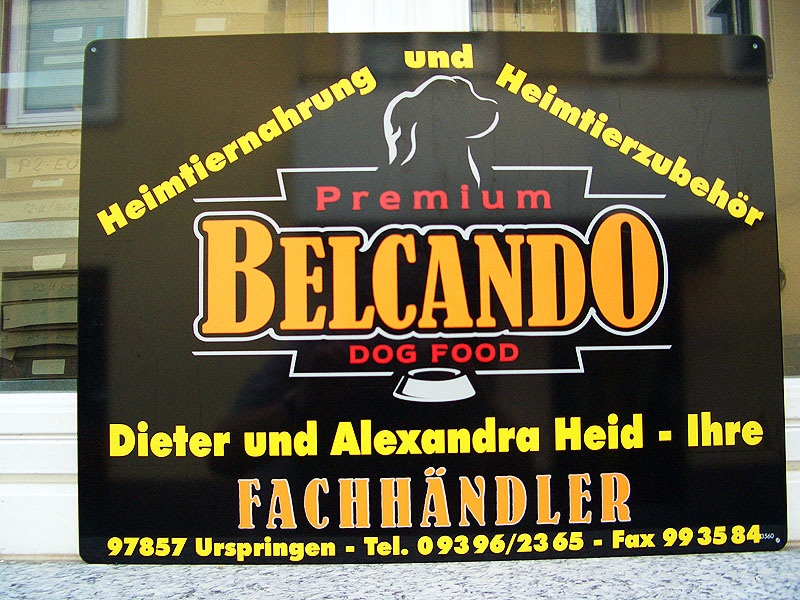 Heimtiernahrung und Heimtierzubehör
Premium
BELCANDO
DOG FOOD
Dieter und Alexandra Heid - Ihre
FACHHÄNDLER
97857 Urspringen - Tel. 09396/2365 - Fax 993584